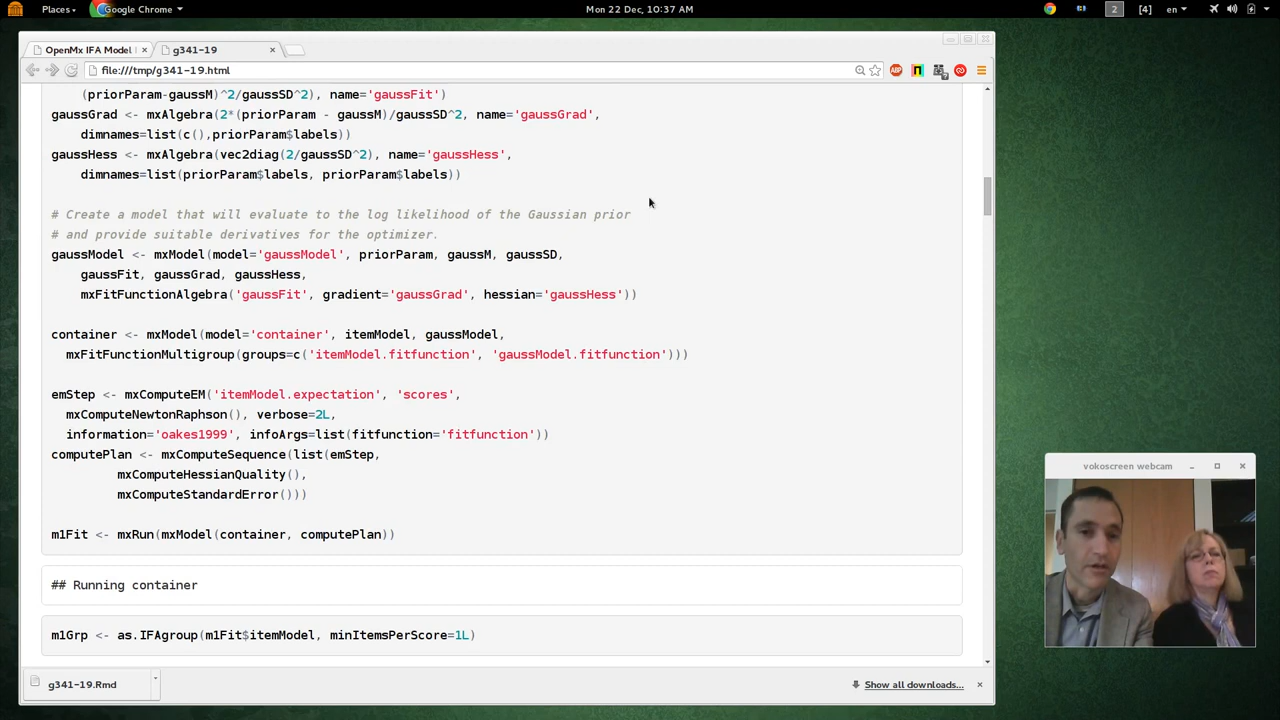 Places
Google Chrome
Mon 22 Dec, 10:37 AM
2
[4]
en
OpenMx IFA Model
g341-19
file:///tmp/g341-19.html
ABP
(priorParam-gaussM)^2/gaussSD^2), name='gaussFit')
gaussGrad <- mxAlgebra(2*(priorParam - gaussM)/gaussSD^2, name='gaussGrad',
dimnames=list(c(),priorParam$labels))
gaussHess <- mxAlgebra(vec2diag(2/gaussSD^2), name='gaussHess',
dimnames=list(priorParam$labels, priorParam$labels))
# Create a model that will evaluate to the log likelihood of the Gaussian prior
# and provide suitable derivatives for the optimizer.
gaussModel <- mxModel(model='gaussModel', priorParam, gaussM, gaussSD,
gaussFit, gaussGrad, gaussHess,
mxFitFunctionAlgebra('gaussFit', gradient='gaussGrad', hessian='gaussHess'))
container <- mxModel(model='container', itemModel, gaussModel,
mxFitFunctionMultigroup(groups=c('itemModel.fitfunction', 'gaussModel.fitfunction')))
emStep <- mxComputeEM('itemModel.expectation', 'scores',
mxComputeNewtonRaphson(), verbose=2L,
information='oakes1999', infoArgs=list(fitfunction='fitfunction'))
computePlan <- mxComputeSequence(list(emStep,
mxComputeHessianQuality(),
mxComputeStandardError()))
m1Fit <- mxRun(mxModel(container, computePlan))
## Running container
m1Grp <- as.IFAgroup(m1Fit$itemModel, minItemsPerScore=1L)
g341-19.Rmd
Show all downloads...
vokoscreen webcam